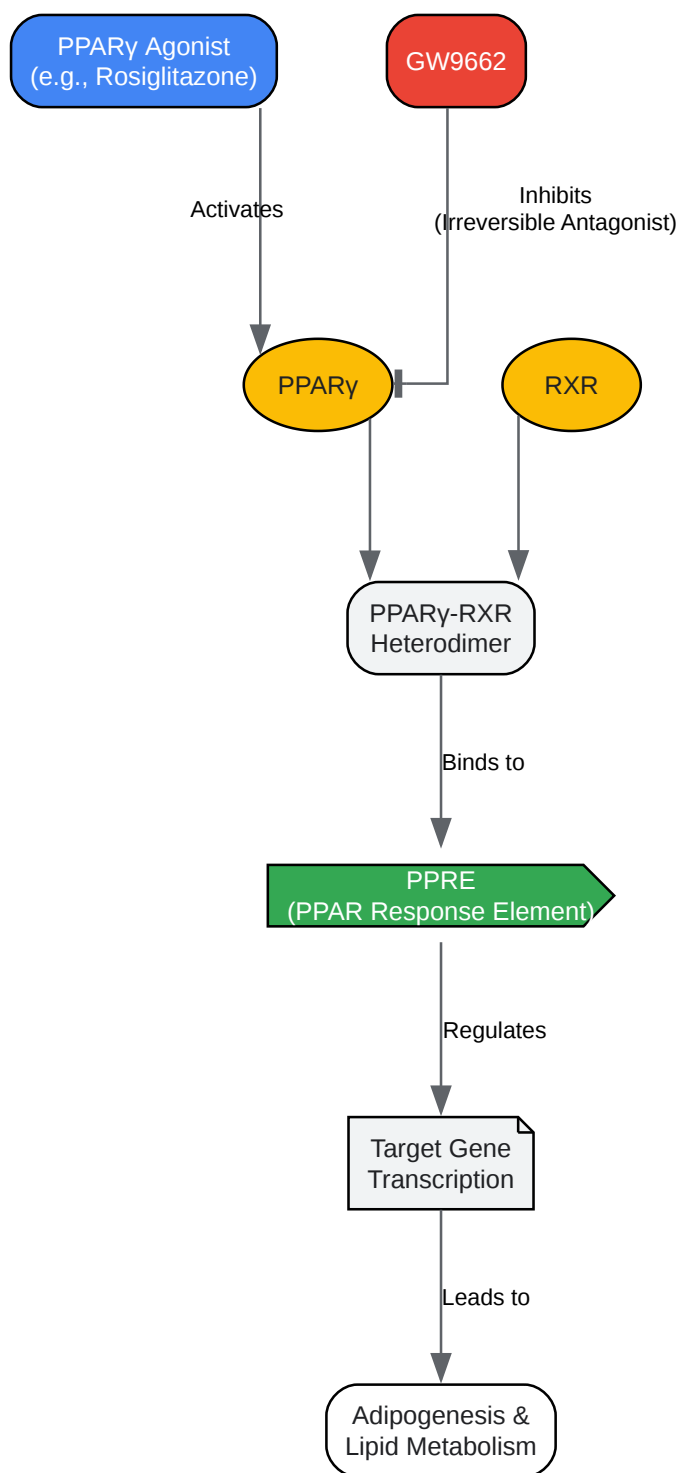 PPARγ Agonist
(e.g., Rosiglitazone)
GW9662
Activates
Inhibits
(Irreversible Antagonist)
PPARγ
RXR
PPARγ-RXR
Heterodimer
Binds to
PPRE
(PPAR Response Element)
Regulates
Target Gene
Transcription
Leads to
Adipogenesis &
Lipid Metabolism